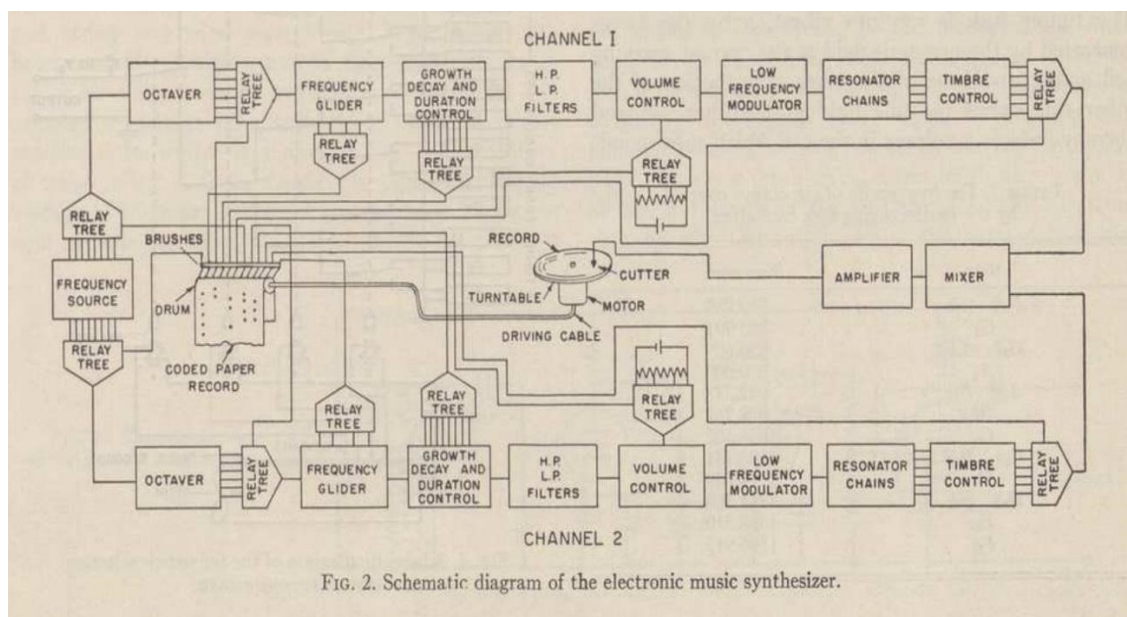 CHANNEL I
OCTAVER
RELAY
TREE
FREQUENCY
GLIDER
RELAY
TREE
GROWTH
DECAY AND
DURATION
CONTROL
RELAY
TREE
H.P.
L.P.
FILTERS
VOLUME
CONTROL
RELAY
TREE
LOW
FREQUENCY
MODULATOR
RESONATOR
CHAINS
TIMBRE
CONTROL
RELAY
TREE
RELAY
TREE
BRUSHES
FREQUENCY
SOURCE
DRUM
RELAY
TREE
CODED PAPER
RECORD
RECORD
CUTTER
TURNTABLE
MOTOR
DRIVING CABLE
AMPLIFIER
MIXER
OCTAVER
RELAY
TREE
RELAY
TREE
FREQUENCY
GLIDER
RELAY
TREE
GROWTH
DECAY AND
DURATION
CONTROL
H.P.
L.P.
FILTERS
RELAY
TREE
VOLUME
CONTROL
LOW
FREQUENCY
MODULATOR
RESONATOR
CHAINS
TIMBRE
CONTROL
RELAY
TREE
CHANNEL 2
FIG. 2. Schematic diagram of the electronic music synthesizer.